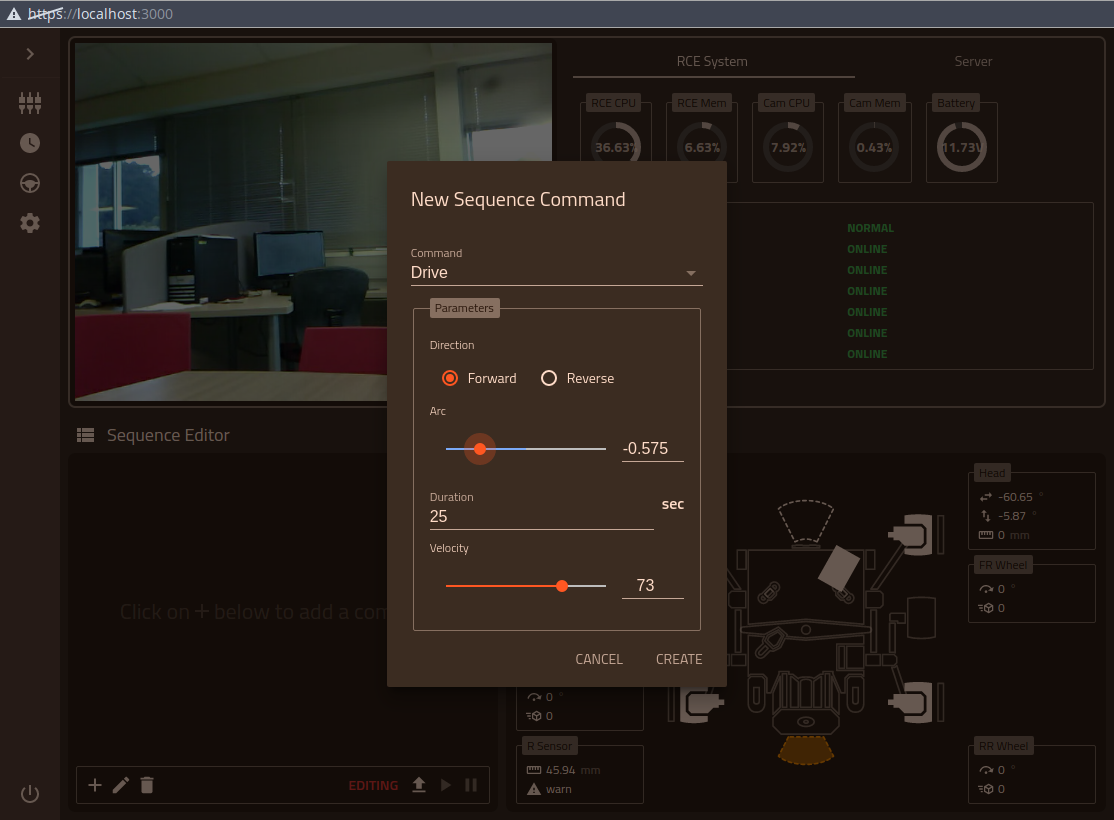 https://localhost:3000
RCE System
Server
RCE CPU
RCE Mem
Cam CPU
Cam Mem
Battery
36.63%
6.63%
7.92%
0.43%
11.73V
NORMAL
ONLINE
ONLINE
ONLINE
ONLINE
ONLINE
ONLINE
New Sequence Command
Command
Drive
Parameters
Direction
Forward
Reverse
Arc
-0.575
Duration
25
sec
Velocity
73
CANCEL
CREATE
Sequence Editor
Click on + below to add a com
EDITING
Head
-60.65 °
-5.87 °
0 mm
FR Wheel
0 °
0
0 °
0
R Sensor
45.94 mm
warn
RR Wheel
0 °
0